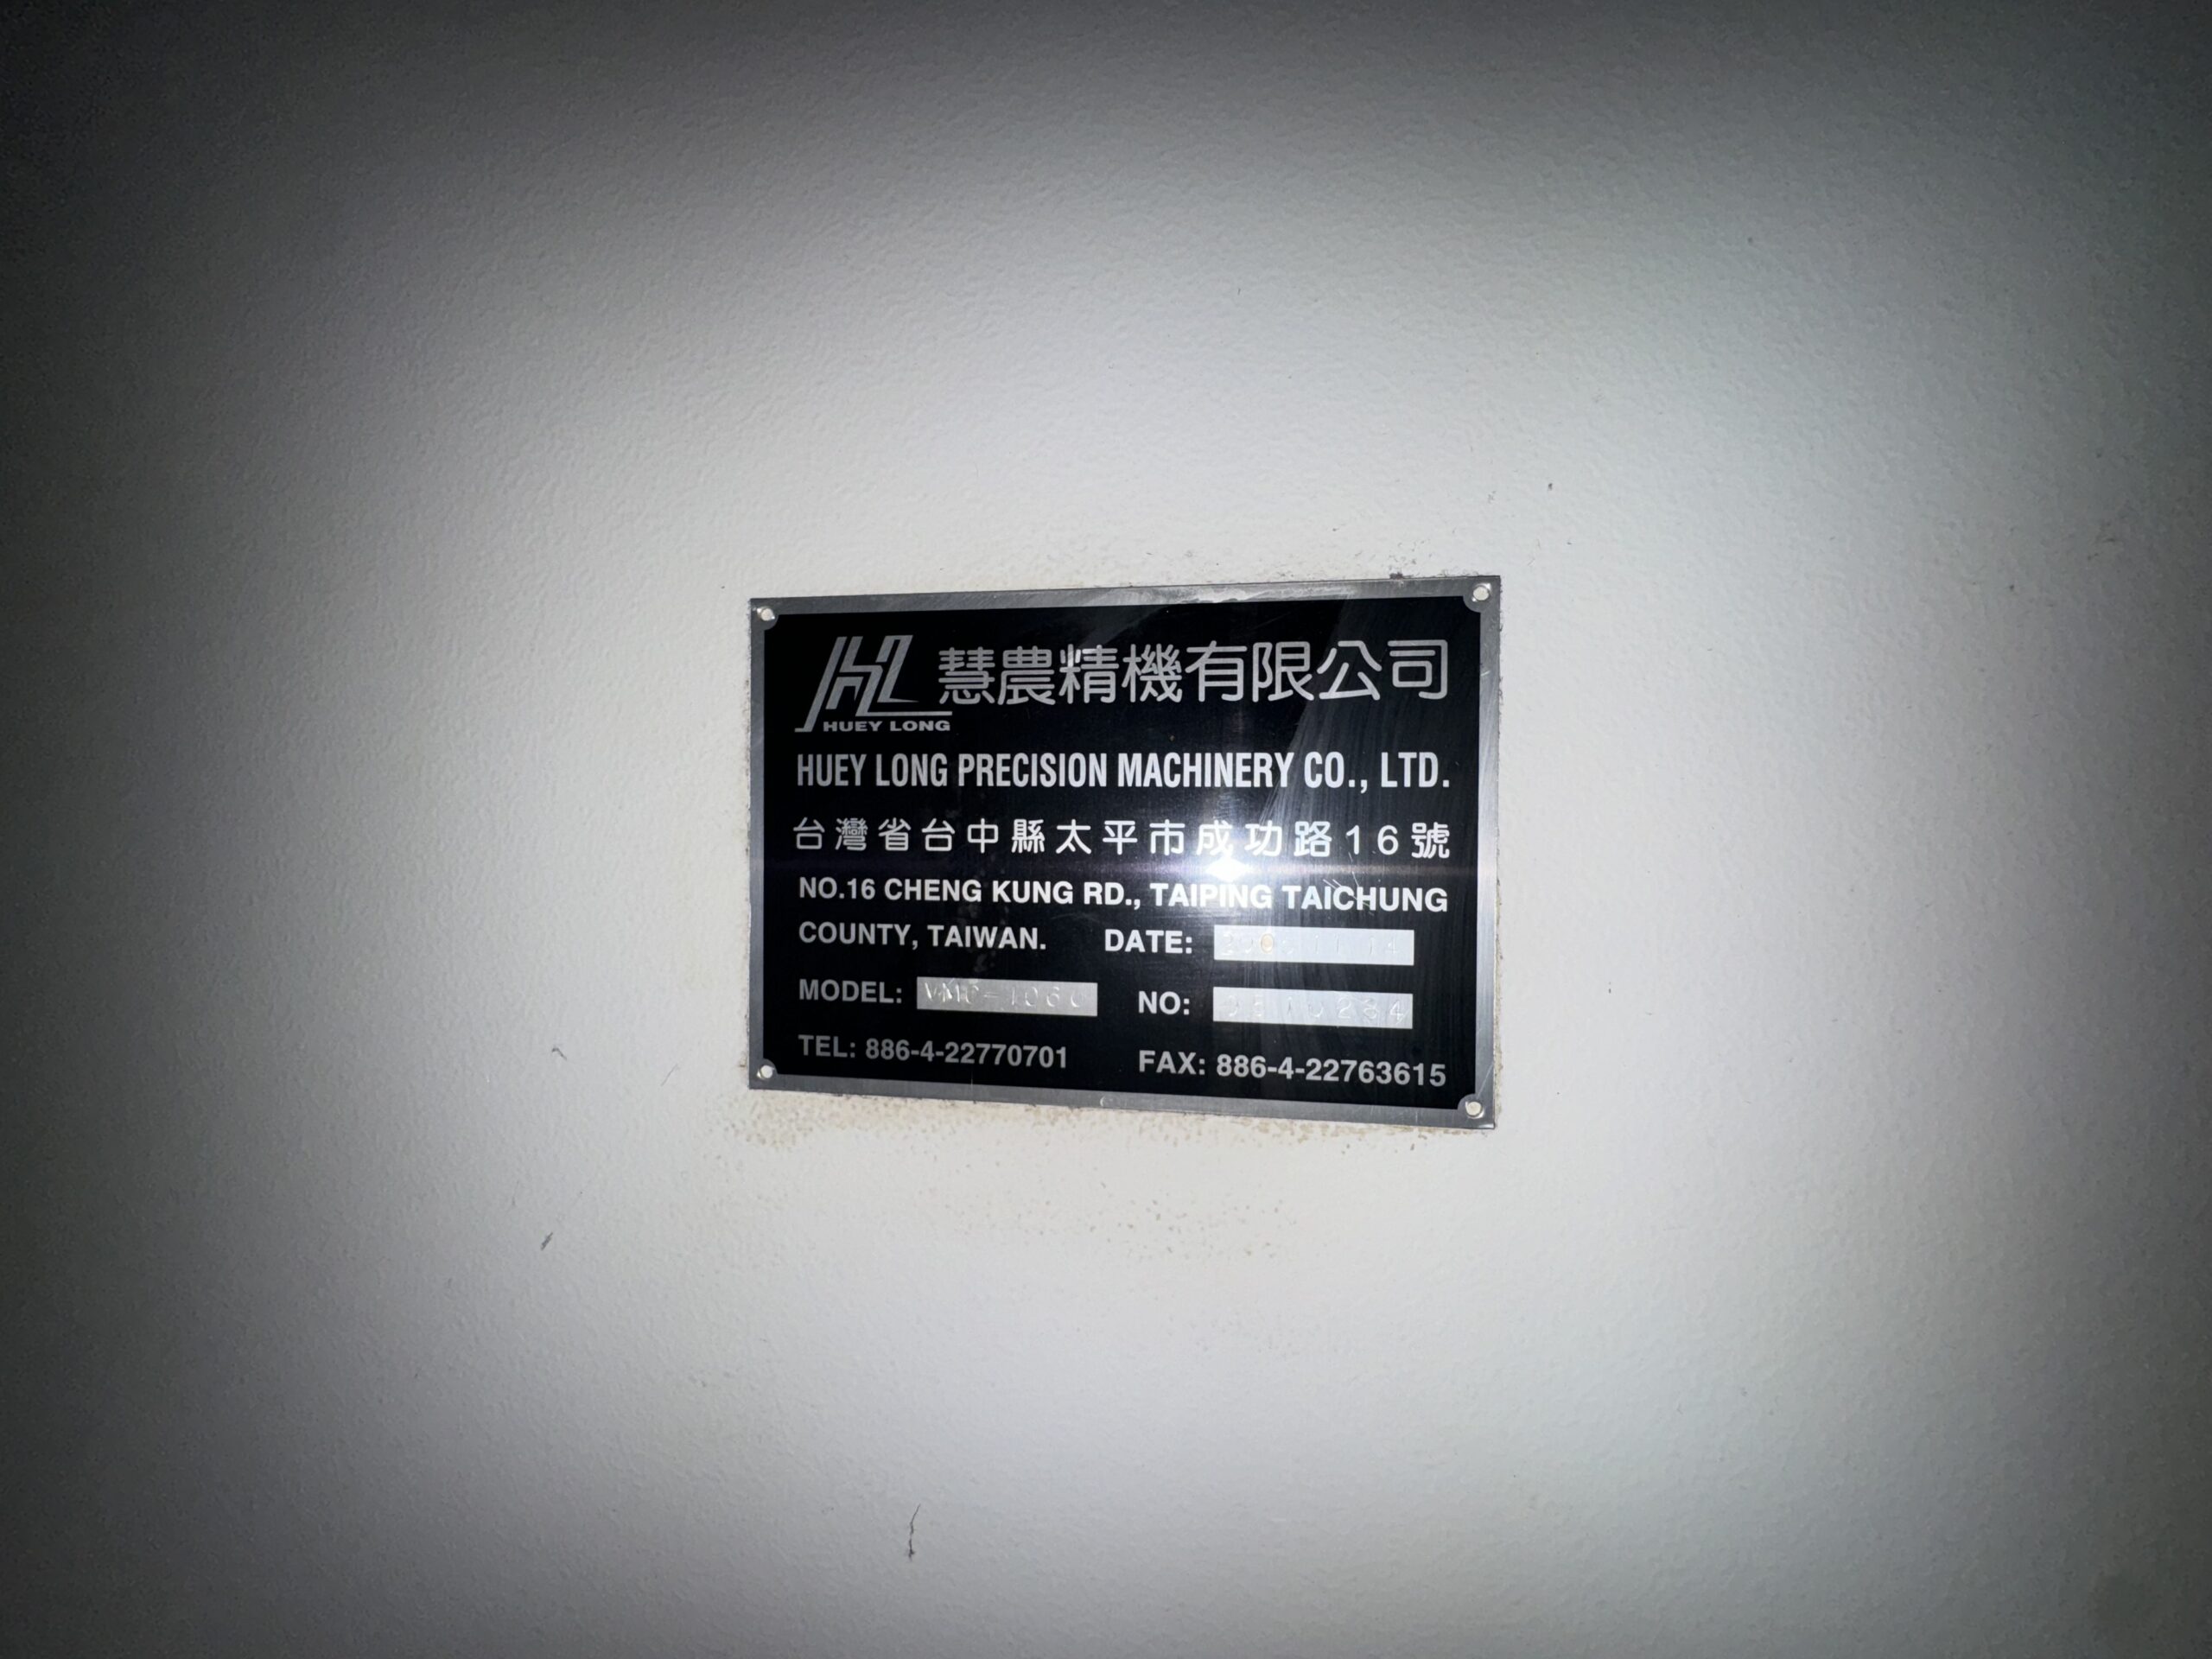 HUEY LONG
慧農精機有限公司
HUEY LONG PRECISION MACHINERY CO., LTD.
台灣省台中縣太平市成功路16號
NO.16 CHENG KUNG RD., TAIPING TAICHUNG
COUNTY, TAIWAN. DATE:
MODEL: VMC-1060 NO:
TEL: 886-4-22770701 FAX: 886-4-22763615